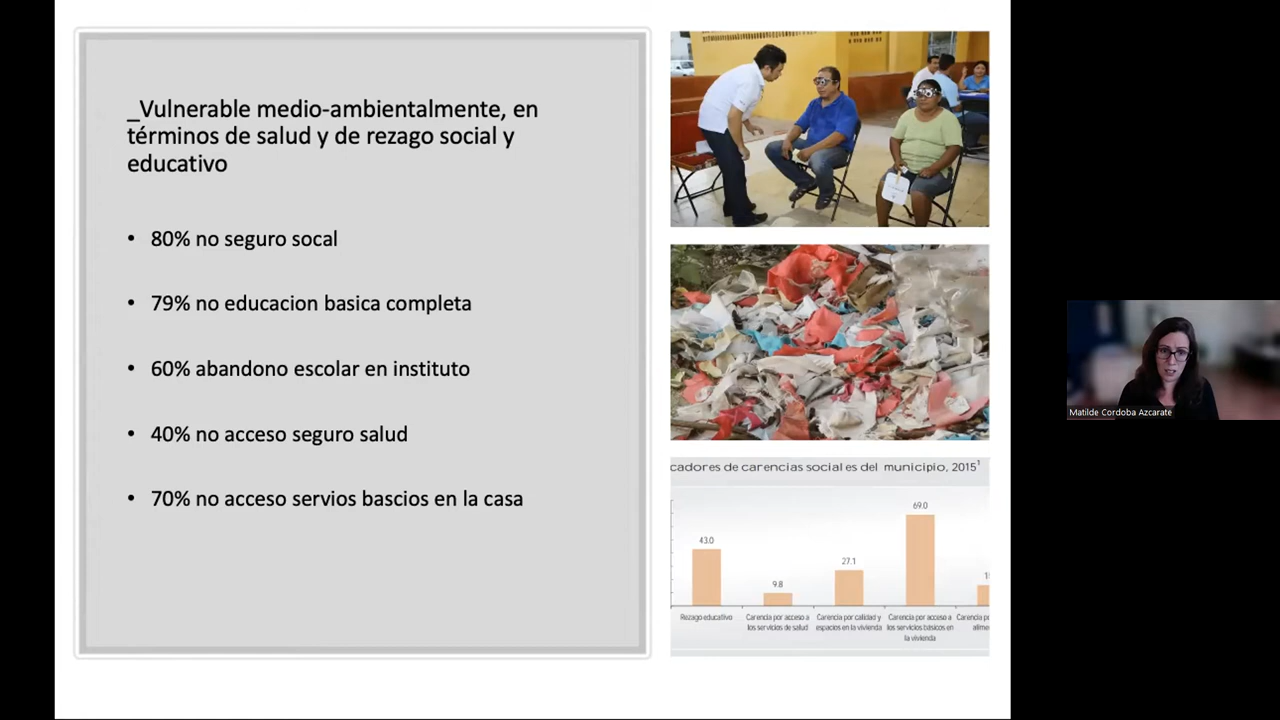 _Vulnerable medio-ambientalmente, en
términos de salud y de rezago social y
educativo
• 80% no seguro socal
• 79% no educacion basica completa
• 60% abandono escolar en instituto
• 40% no acceso seguro salud
• 70% no acceso servios bascios en la casa
cadores de carencias sociales del municipio, 2015¹
43.0
9.8
27.1
69.0
Rezago educativo
Carencia por acceso a
los servicios de salud
Carencia por calidad y
espacios en la vivienda
Carencia por acceso a
los servicios básicos en
la vivienda
Matilde Cordoba Azcarate